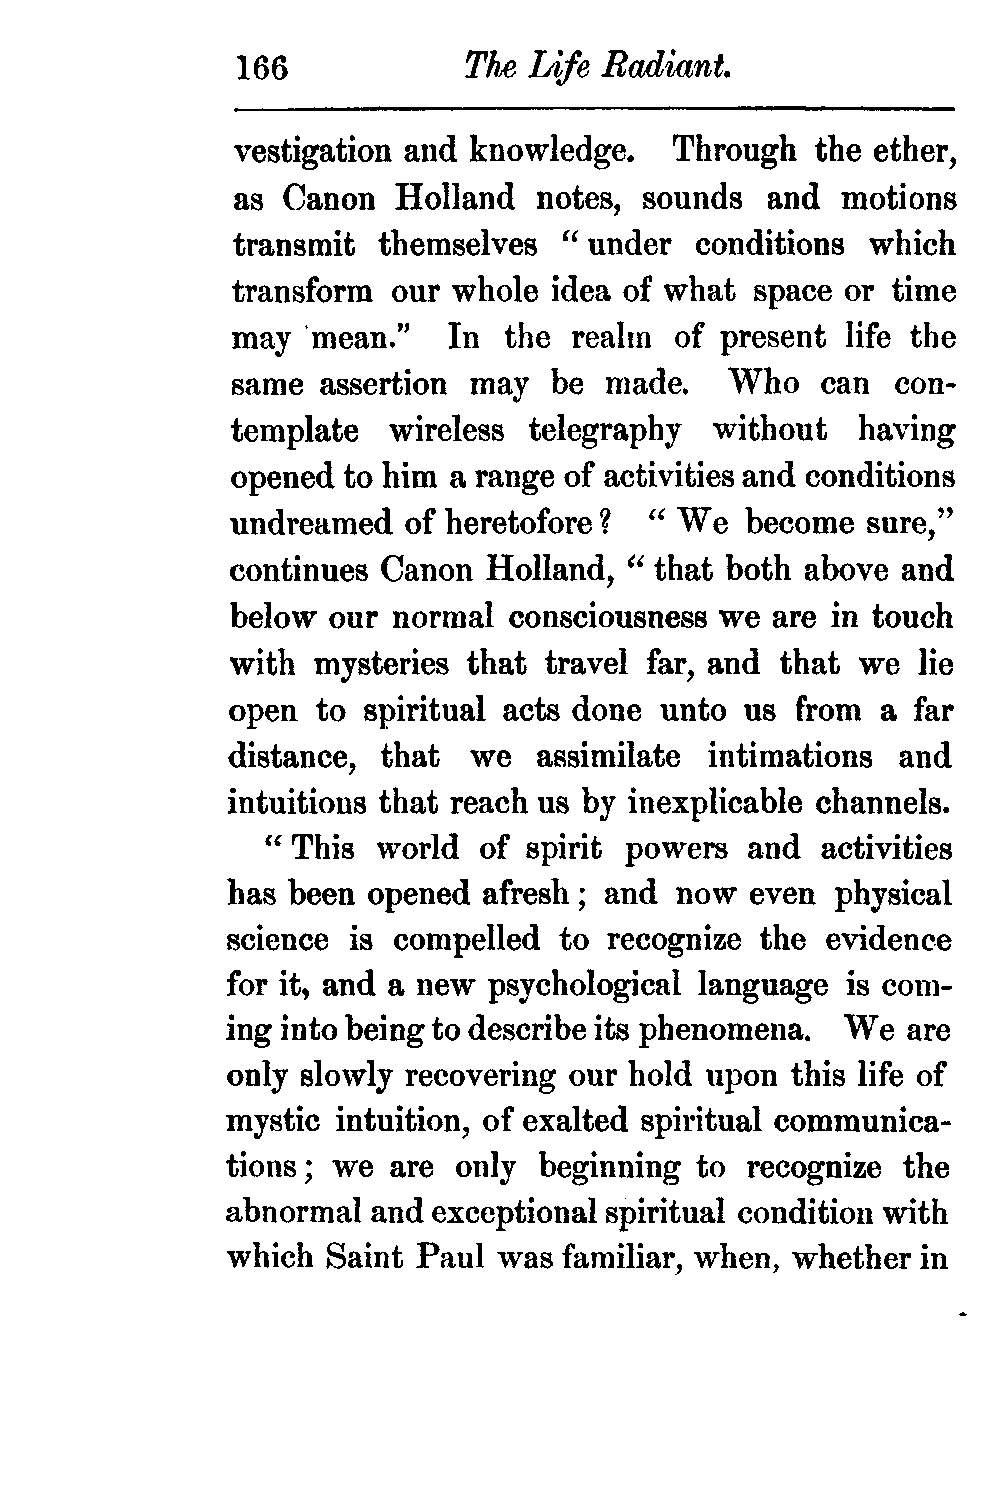 166 The Life Radiant.
vestigation and knowledge. Through the ether,
as Canon Holland notes, sounds and motions
transmit themselves “ under conditions which
transform our whole idea of what space or time
may mean.” In the realm of present life the
same assertion may be made. Who can con-
template wireless telegraphy without having
opened to him a range of activities and conditions
undreamed of heretofore? “ We become sure,”
continues Canon Holland, “ that both above and
below our normal consciousness we are in touch
with mysteries that travel far, and that we lie
open to spiritual acts done unto us from a far
distance, that we assimilate intimations and
intuitions that reach us by inexplicable channels.
“ This world of spirit powers and activities
has been opened afresh; and now even physical
science is compelled to recognize the evidence
for it, and a new psychological language is com-
ing into being to describe its phenomena. We are
only slowly recovering our hold upon this life of
mystic intuition, of exalted spiritual communica-
tions; we are only beginning to recognize the
abnormal and exceptional spiritual condition with
which Saint Paul was familiar, when, whether in